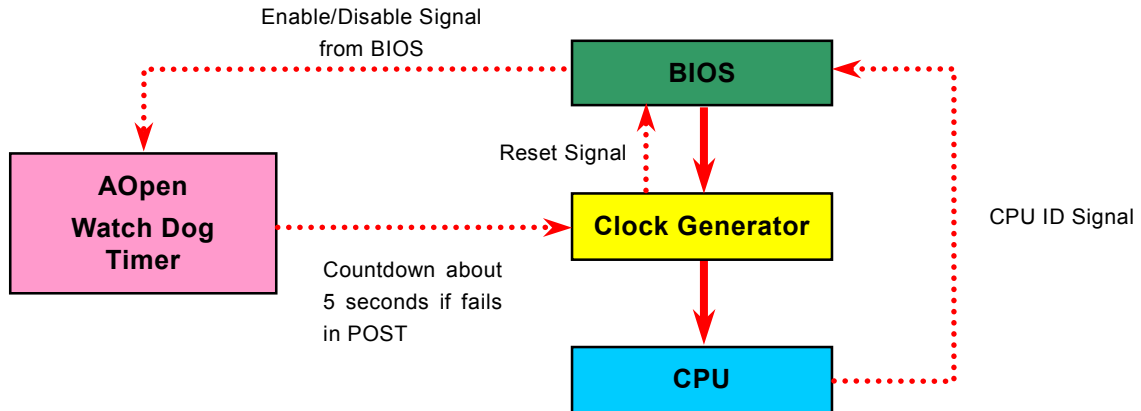 Enable/Disable Signal
from BIOS
BIOS
Reset Signal
AOpen
Watch Dog
Timer
Clock Generator
CPU ID Signal
Countdown about
5 seconds if fails
in POST
CPU